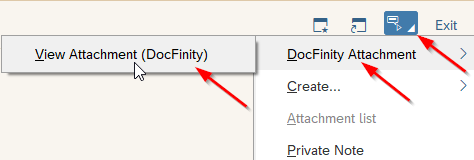 Exit
View Attachment (DocFinity)
DocFinity Attachment
Create...
Attachment list
Private Note